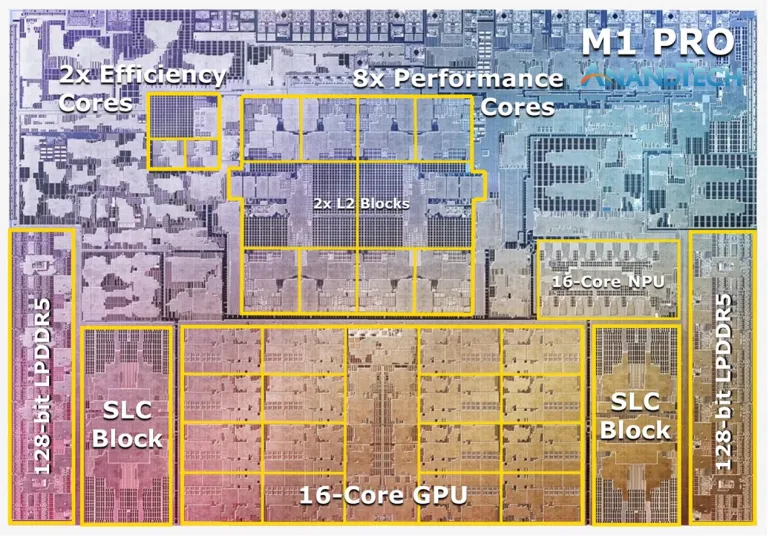 M1 PRO
ANANDTECH
2x Efficiency
Cores
8x Performance
Cores
2x L2 Blocks
16-Core NPU
128-bit LPDDR5
SLC
Block
16-Core GPU
SLC
Block
128-bit LPDDR5